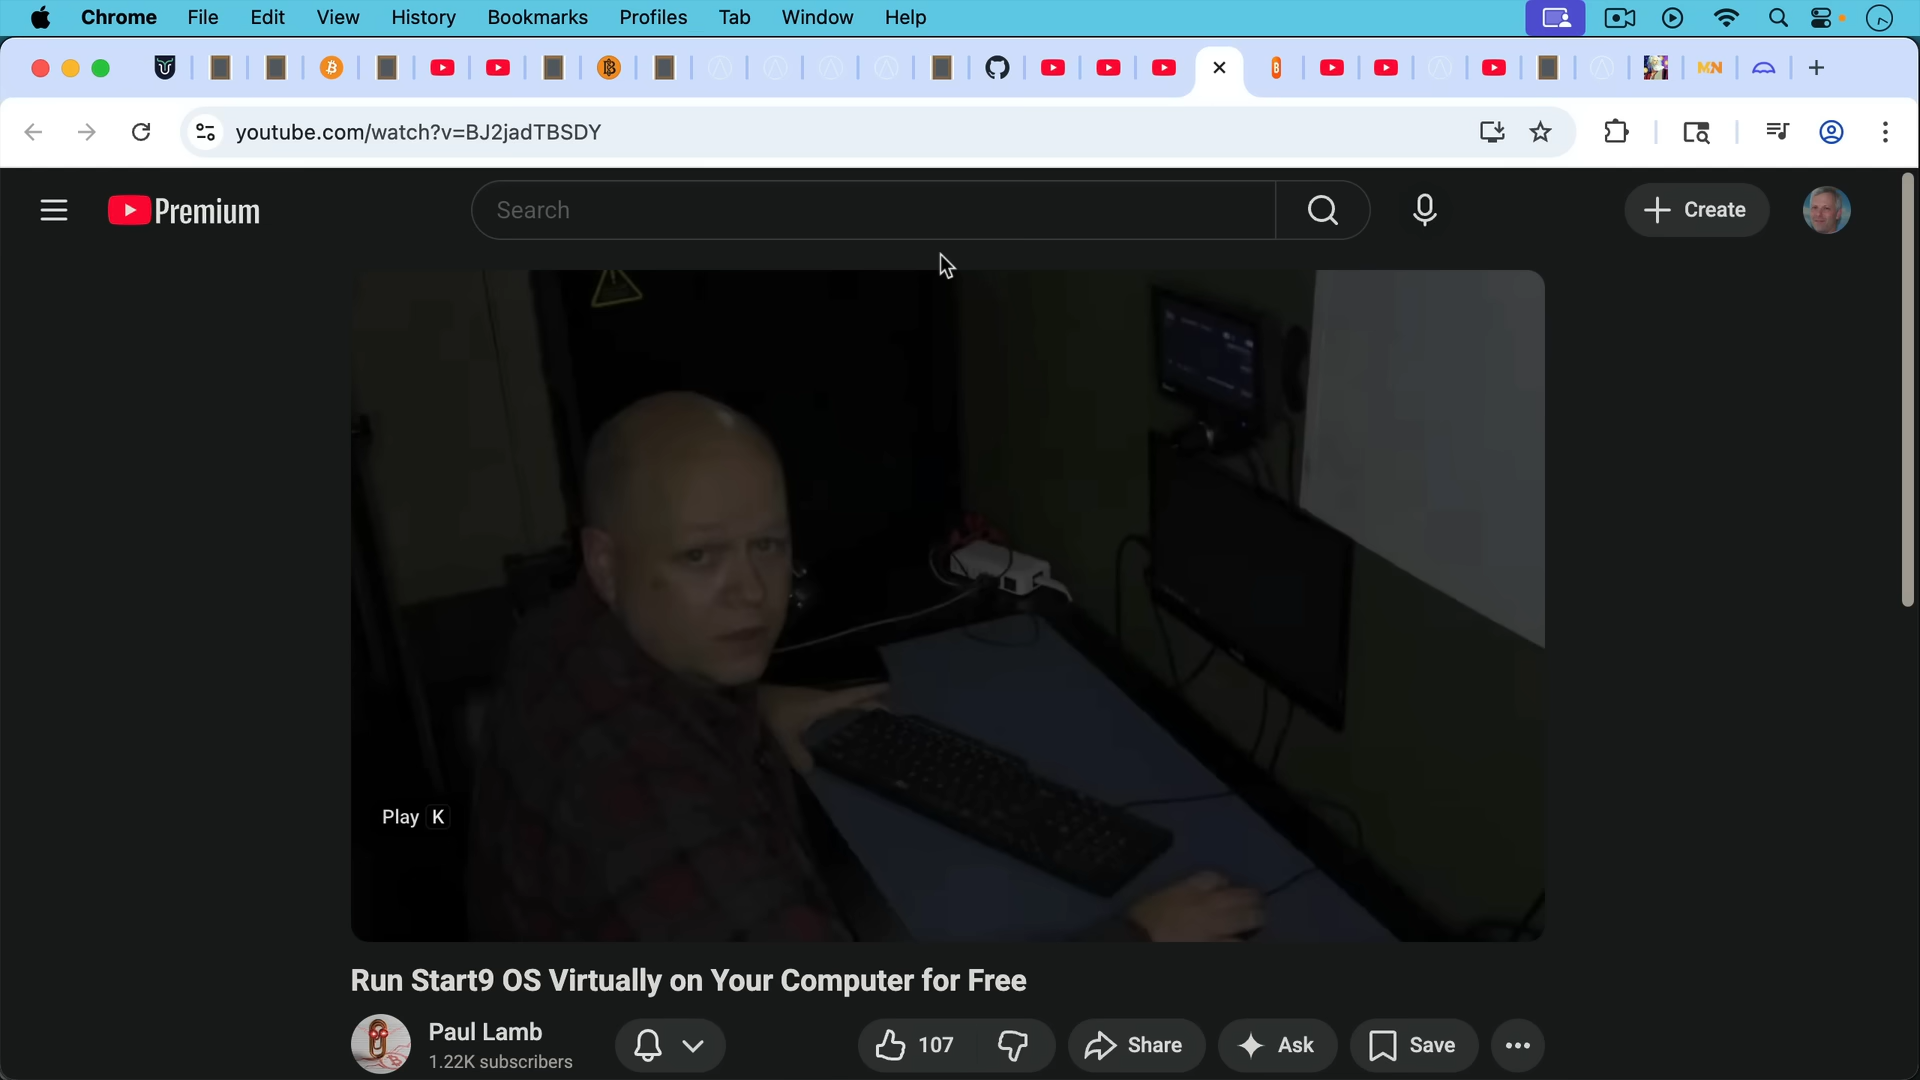 Chrome File Edit View History Bookmarks Profiles Tab Window Help
MN
youtube.com/watch?v=BJ2jadTBSDY
Premium
Search
Create
Play K
Run Start9 OS Virtually on Your Computer for Free
Paul Lamb
1.22K subscribers
107
Share
Ask
Save